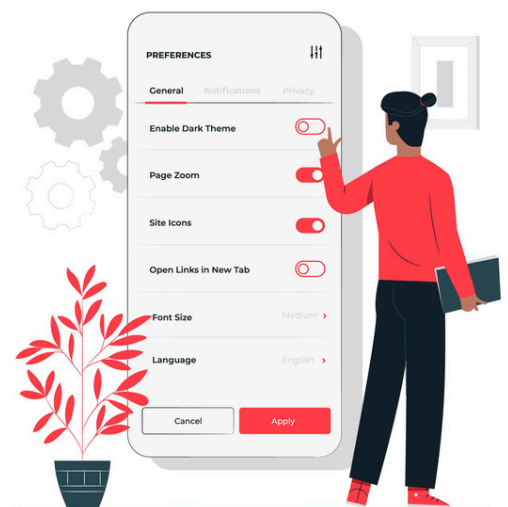 PREFERENCES
General Notifications Privacy
Enable Dark Theme
Page Zoom
Site Icons
Open Links in New Tab
Font Size Medium >
Language English >
Cancel Apply